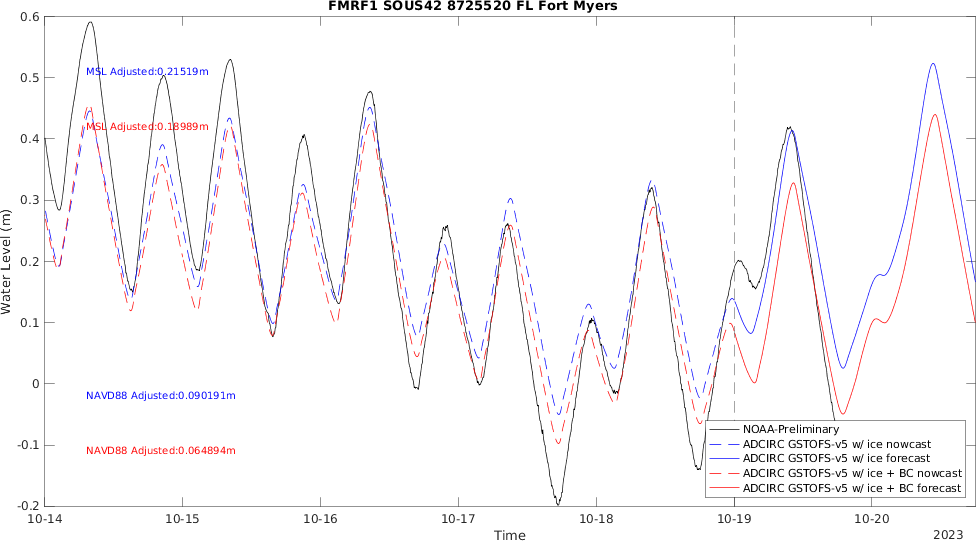 FMRF1 SOUS42 8725520 FL Fort Myers
0.6
0.5
0.4
0.3
0.2
0.1
0
-0.1
-0.2
Water Level (m)
MSL Adjusted:0.21519m
MSL Adjusted:0.18989m
NAVD88 Adjusted:0.090191m
NAVD88 Adjusted:0.064894m
NOAA-Preliminary
ADCIRC GSTOFS-v5 w/ ice nowcast
ADCIRC GSTOFS-v5 w/ ice forecast
ADCIRC GSTOFS-v5 w/ ice + BC nowcast
ADCIRC GSTOFS-v5 w/ ice + BC forecast
10-14 10-15 10-16 10-17 10-18 10-19 10-20
Time
2023